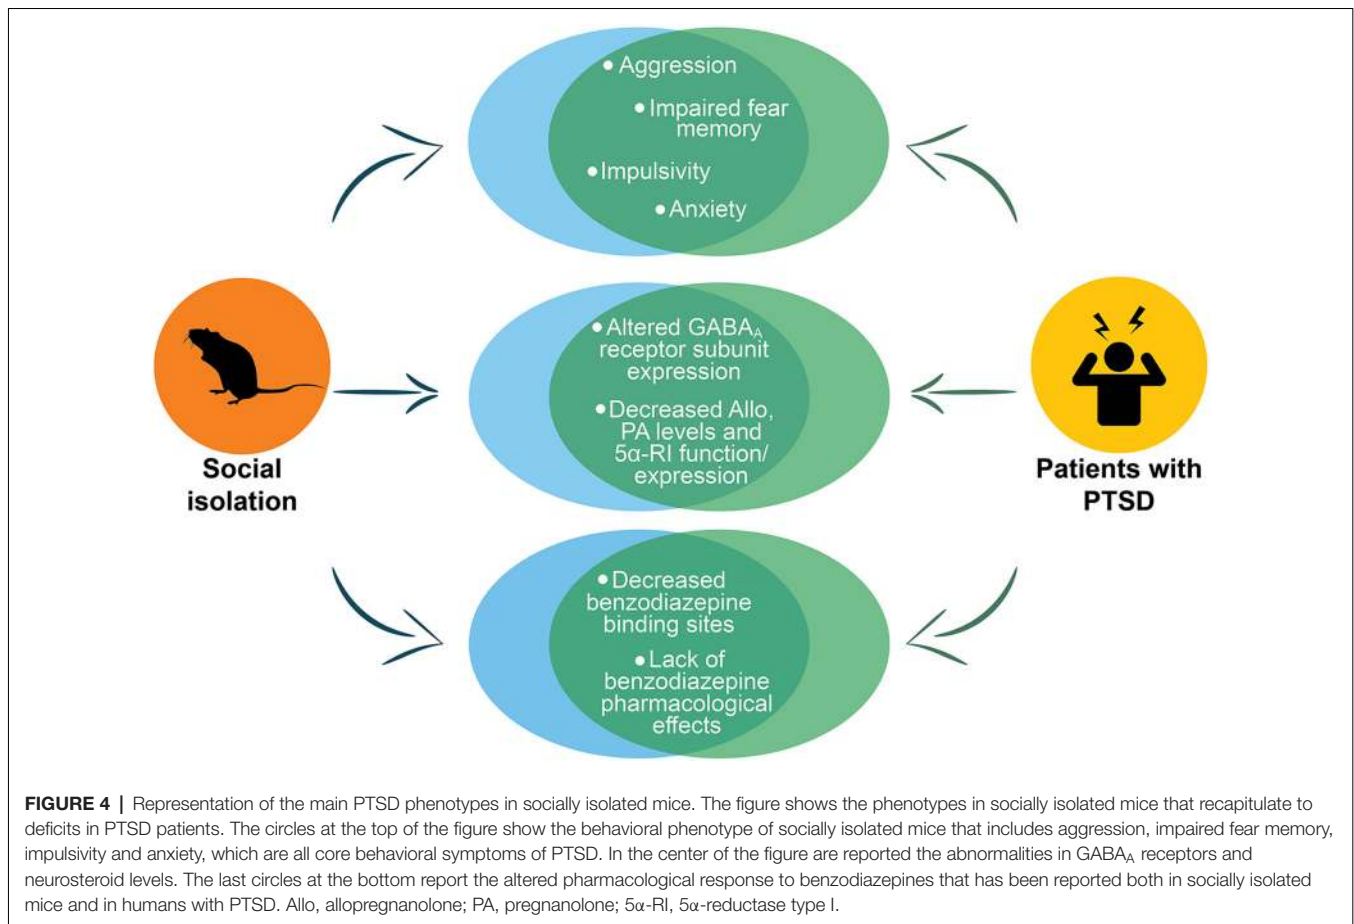 • Aggression
• Impaired fear
memory
• Impulsivity
• Anxiety
• Altered GABA_A
receptor subunit
expression
• Decreased Allo,
PA levels and
5α-RI function/
expression
Social
isolation
Patients with
PTSD
• Decreased
benzodiazepine
binding sites
• Lack of
benzodiazepine
pharmacological
effects
FIGURE 4 | Representation of the main PTSD phenotypes in socially isolated mice. The figure shows the phenotypes in socially isolated mice that recapitulate to
deficits in PTSD patients. The circles at the top of the figure show the behavioral phenotype of socially isolated mice that includes aggression, impaired fear memory,
impulsivity and anxiety, which are all core behavioral symptoms of PTSD. In the center of the figure are reported the abnormalities in GABA_A receptors and
neurosteroid levels. The last circles at the bottom report the altered pharmacological response to benzodiazepines that has been reported both in socially isolated
mice and in humans with PTSD. Allo, allopregnanolone; PA, pregnanolone; 5α-RI, 5α-reductase type I.